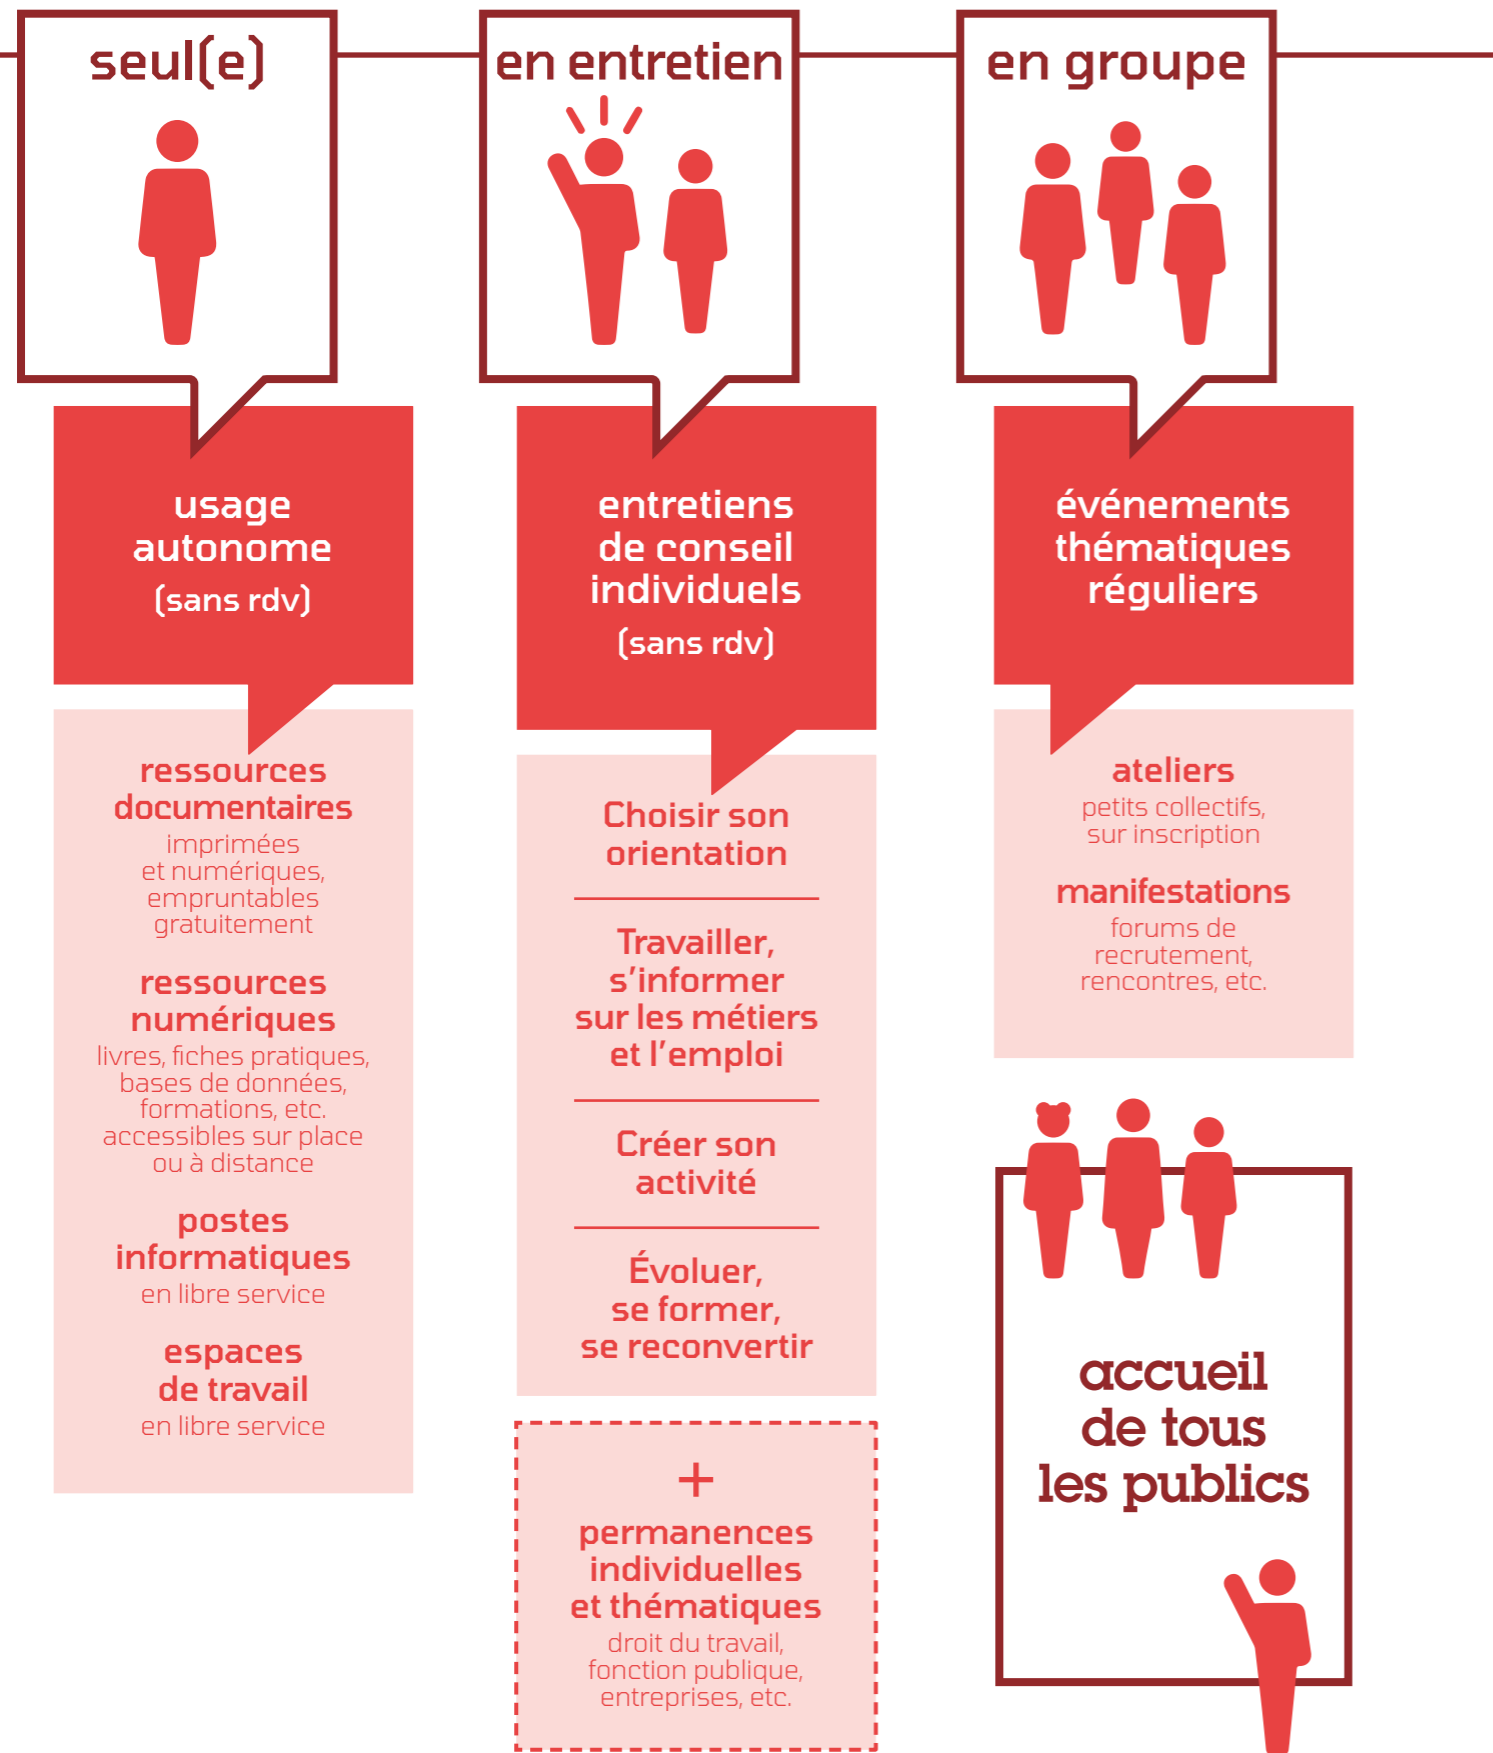 seul(e)
usage
autonome
(sans rdv)
ressources
documentaires
imprimées
et numériques,
empruntables
gratuitement
ressources
numériques
livres, fiches pratiques,
bases de données,
formations, etc.
accessibles sur place
ou à distance
postes
informatiques
en libre service
espaces
de travail
en libre service
en entretien
entretiens
de conseil
individuels
(sans rdv)
Choisir son
orientation
Travailler,
s'informer
sur les métiers
et l'emploi
Créer son
activité
Évoluer,
se former,
se reconvertir
+
permanences
individuelles
et thématiques
droit du travail,
fonction publique,
entreprises, etc.
en groupe
événements
thématiques
réguliers
ateliers
petits collectifs,
sur inscription
manifestations
forums de
recrutement,
rencontres, etc.
accueil
de tous
les publics